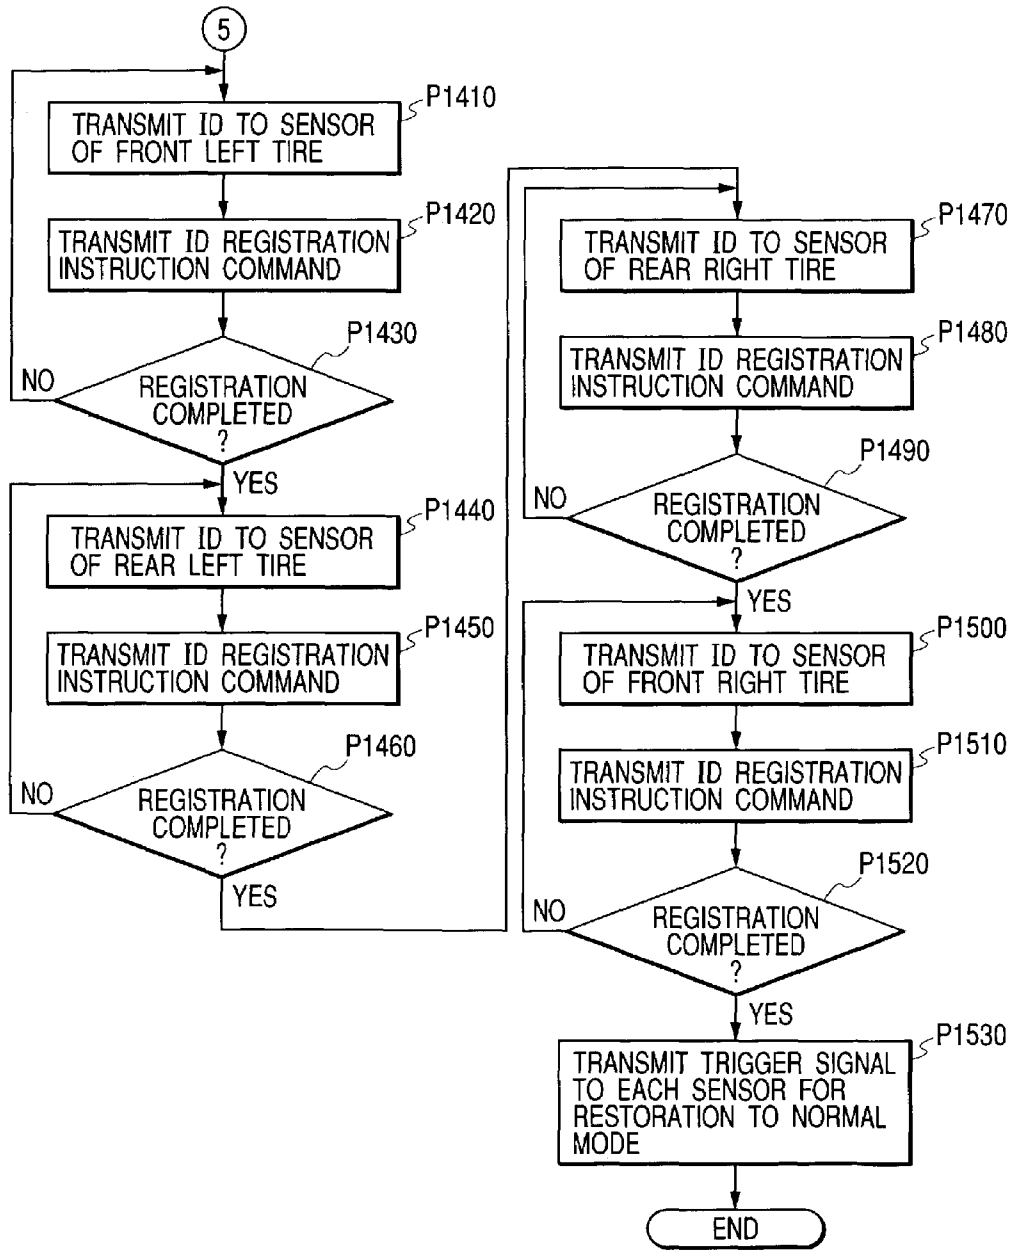 5
P1410
TRANSMIT ID TO SENSOR
OF FRONT LEFT TIRE
P1420
TRANSMIT ID REGISTRATION
INSTRUCTION COMMAND
P1430
NO
REGISTRATION
COMPLETED
?
YES
P1440
TRANSMIT ID TO SENSOR
OF REAR LEFT TIRE
P1450
TRANSMIT ID REGISTRATION
INSTRUCTION COMMAND
P1460
NO
REGISTRATION
COMPLETED
?
YES
P1470
TRANSMIT ID TO SENSOR
OF REAR RIGHT TIRE
P1480
TRANSMIT ID REGISTRATION
INSTRUCTION COMMAND
P1490
NO
REGISTRATION
COMPLETED
?
YES
P1500
TRANSMIT ID TO SENSOR
OF FRONT RIGHT TIRE
P1510
TRANSMIT ID REGISTRATION
INSTRUCTION COMMAND
P1520
NO
REGISTRATION
COMPLETED
?
YES
P1530
TRANSMIT TRIGGER SIGNAL
TO EACH SENSOR FOR
RESTORATION TO NORMAL
MODE
END